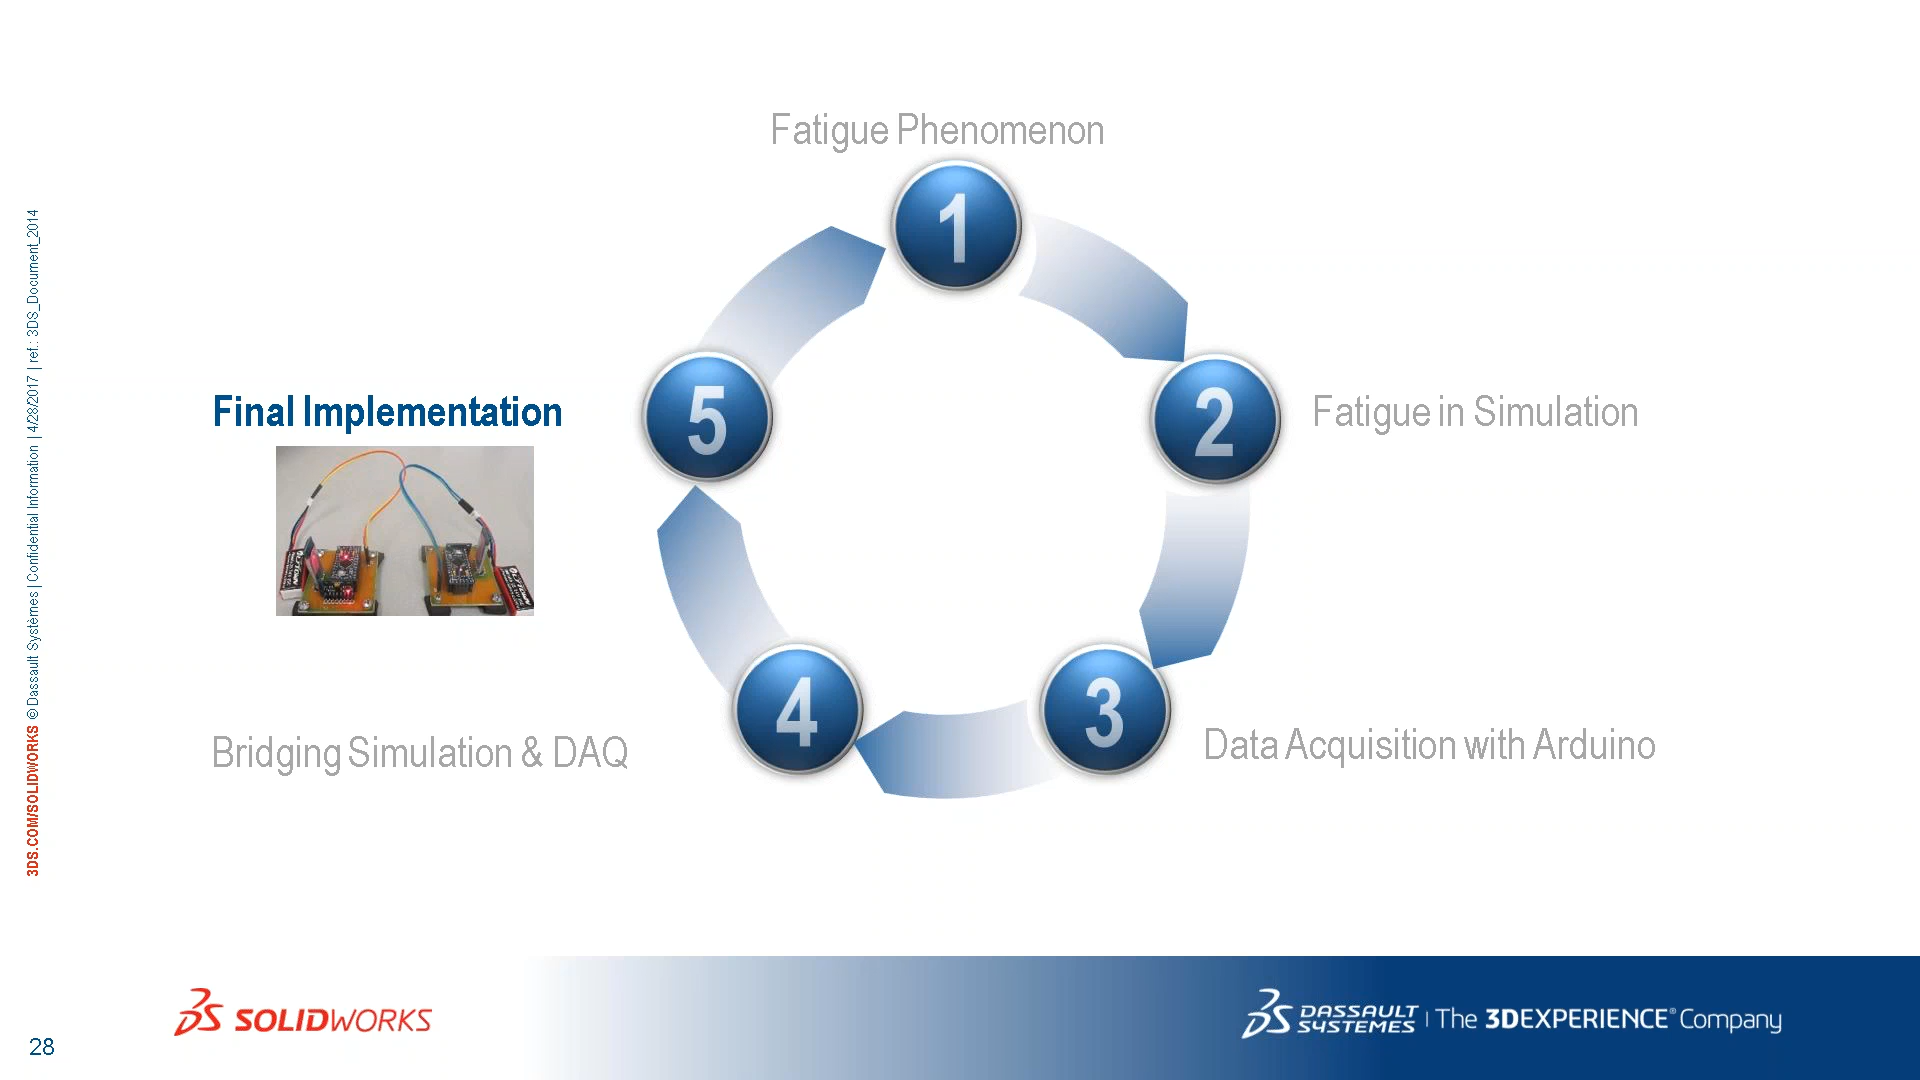 Fatigue Phenomenon
1
2
Fatigue in Simulation
3
Data Acquisition with Arduino
4
Bridging Simulation & DAQ
5
Final Implementation
3DS.COM/SOLIDWORKS © Dassault Systèmes | Confidential Information | 4/28/2017 | ref.: 3DS_Document_2014
28
SOLIDWORKS
DASSAULT SYSTEMES | The 3DEXPERIENCE® Company